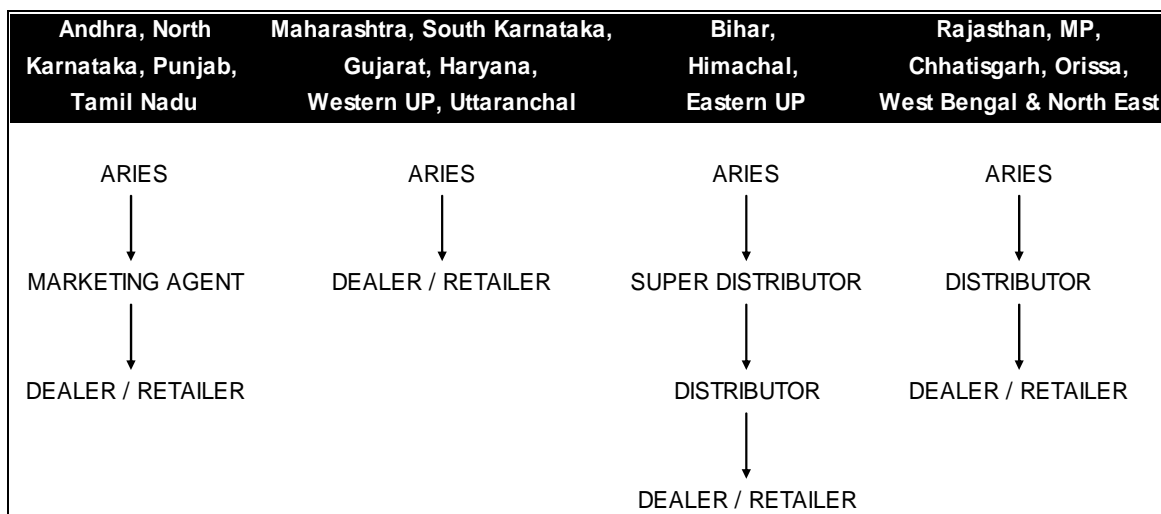 Andhra, North
Karnataka, Punjab,
Tamil Nadu
Maharashtra, South Karnataka,
Gujarat, Haryana,
Western UP, Uttaranchal
Bihar,
Himachal,
Eastern UP
Rajasthan, MP,
Chhatisgarh, Orissa,
West Bengal & North East
ARIES
MARKETING AGENT
DEALER / RETAILER
ARIES
DEALER / RETAILER
ARIES
SUPER DISTRIBUTOR
DISTRIBUTOR
DEALER / RETAILER
ARIES
DISTRIBUTOR
DEALER / RETAILER